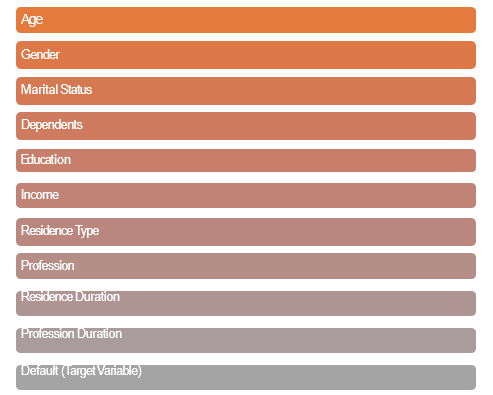 Age
Gender
Marital Status
Dependents
Education
Income
Residence Type
Profession
Residence Duration
Profession Duration
Default (Target Variable)